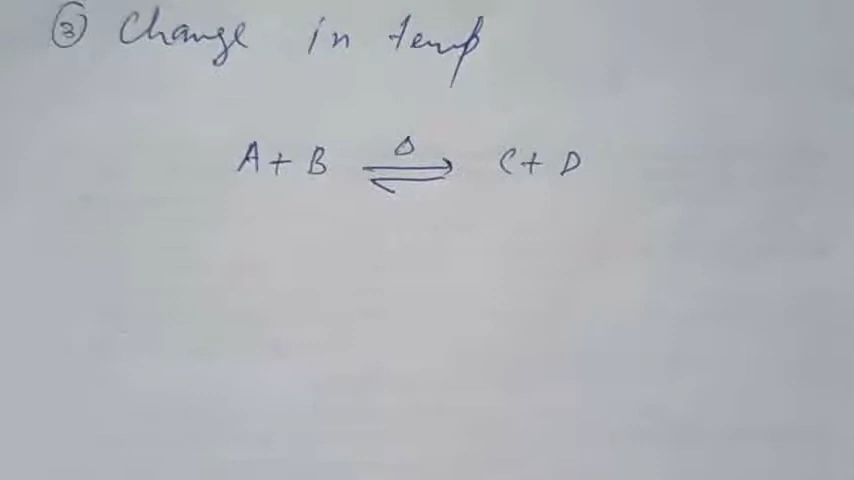 ③ Change in temp
A + B ⇌ Δ C + D